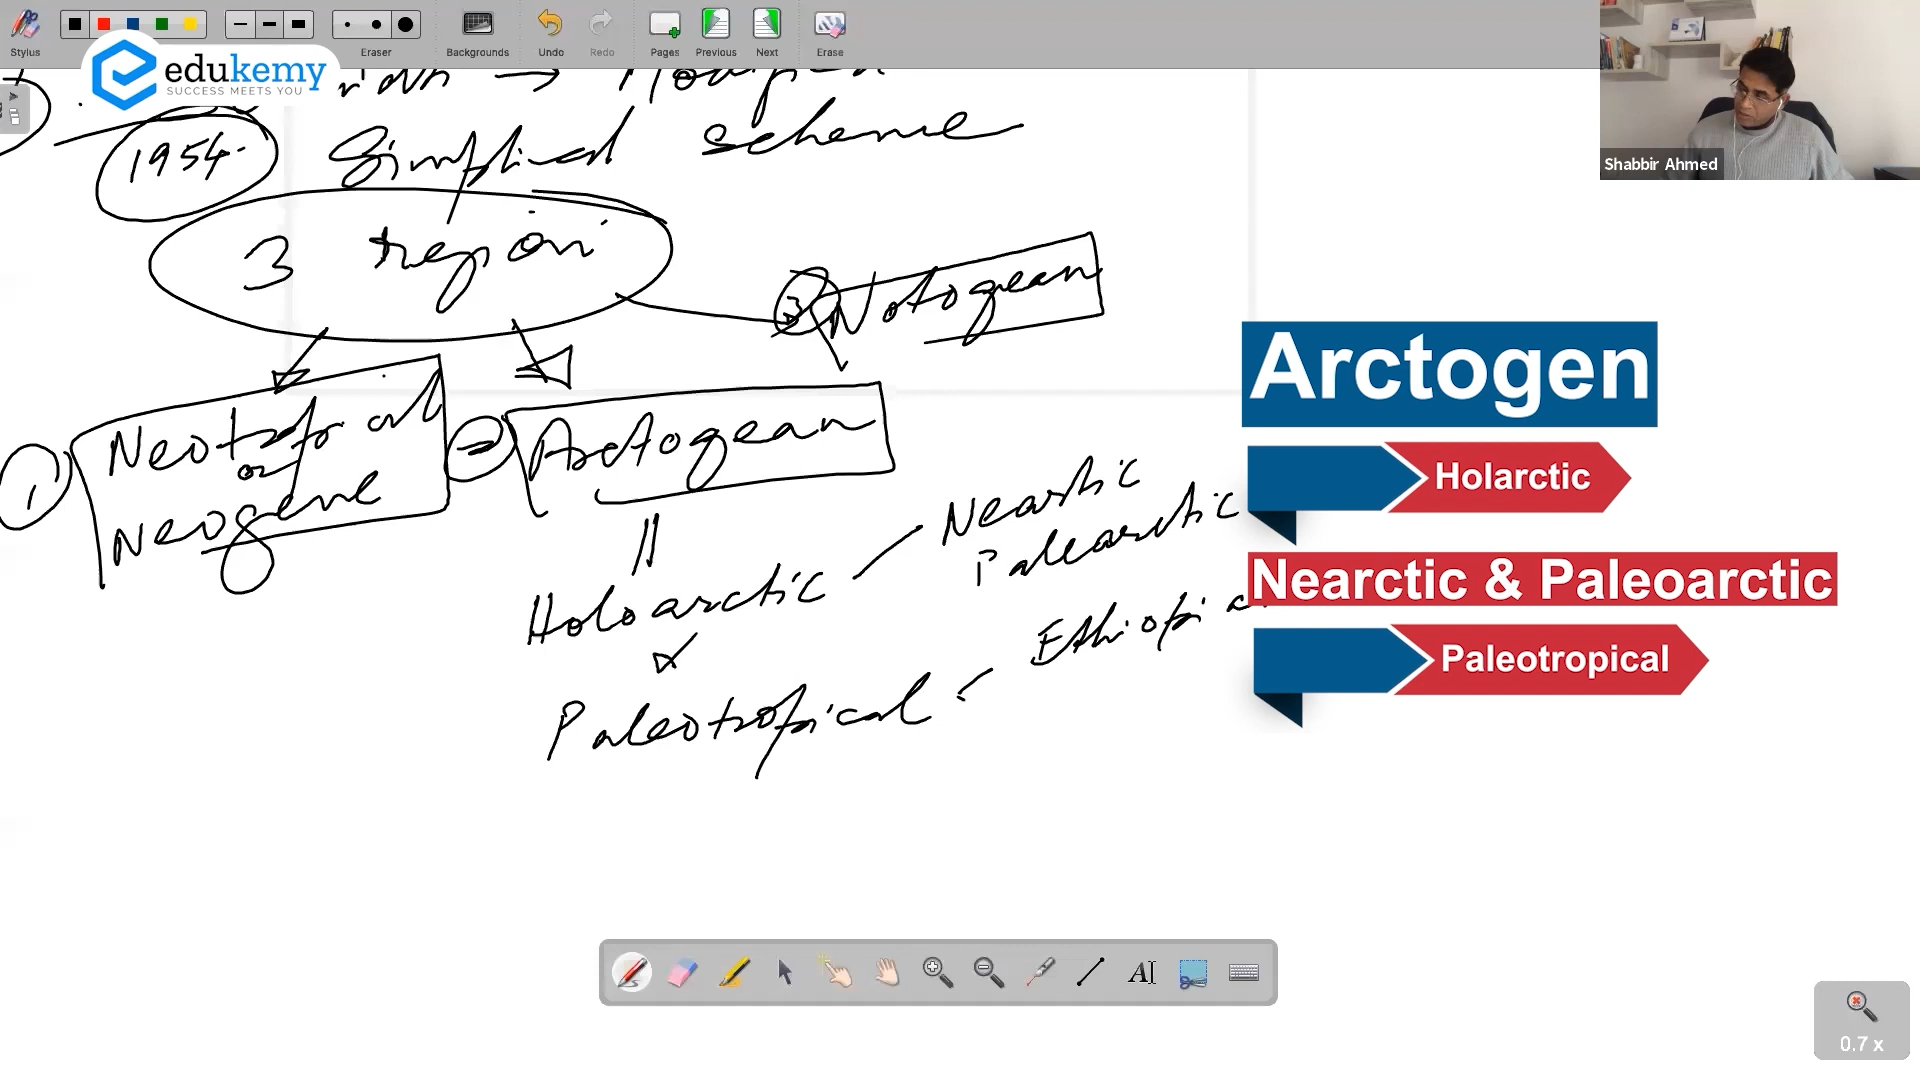 Stylus
Eraser
Backgrounds
Undo
Redo
Pages
Previous
Next
Erase
edukemy
SUCCESS MEETS YOU
Shabbir Ahmed
1954.
Simplified Scheme
3 region
3 Notogean
1 Neotropical
or
Neogene
2 Arctogean
Holoarctic
Neartic
Palearctic
&
Paleotropical
Ethiopia
Arctogen
Holarctic
Nearctic & Paleoarctic
Paleotropical
0.7 x